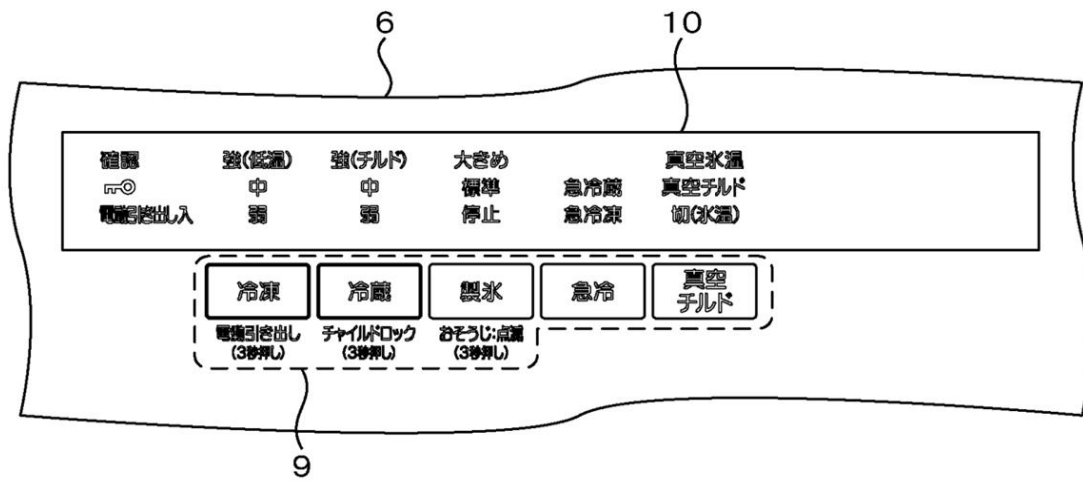 6 10
確認 強(低温) 強(チルド) 大きめ 真空氷温
中 中 標準 急冷蔵 真空チルド
電動引き出し入 弱 弱 停止 急冷凍 切(氷温)
冷凍 冷蔵 製氷 急冷 真空
チルド
電動引き出し チャイルドロック おそうじ:点滅
(3秒押し) (3秒押し) (3秒押し)
9